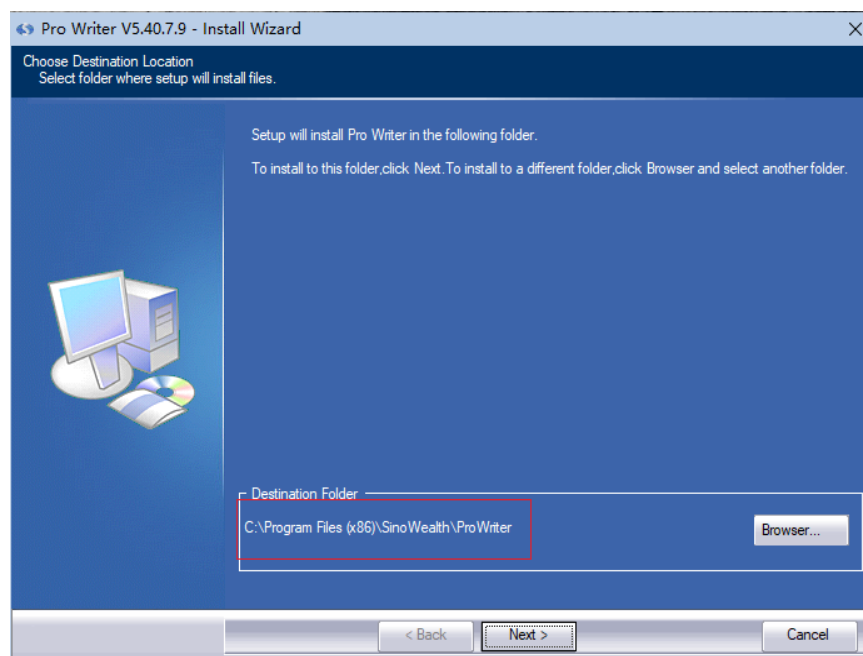 Pro Writer V5.40.7.9 - Install Wizard
Choose Destination Location
Select folder where setup will install files.
Setup will install Pro Writer in the following folder.
To install to this folder,click Next.To install to a different folder,click Browser and select another folder.
Destination Folder
C:\Program Files (x86)\SinoWealth\ProWriter
Browser...
< Back
Next >
Cancel